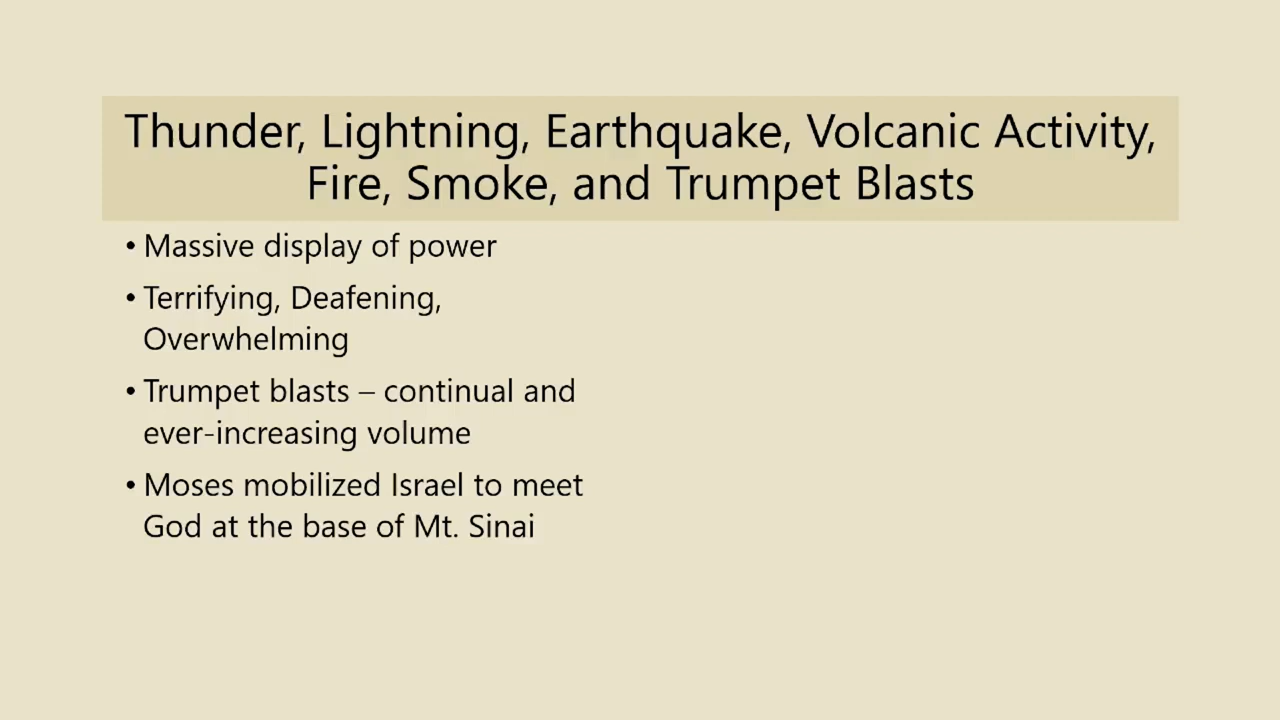 Thunder, Lightning, Earthquake, Volcanic Activity,
Fire, Smoke, and Trumpet Blasts
• Massive display of power
• Terrifying, Deafening,
Overwhelming
• Trumpet blasts – continual and
ever-increasing volume
• Moses mobilized Israel to meet
God at the base of Mt. Sinai